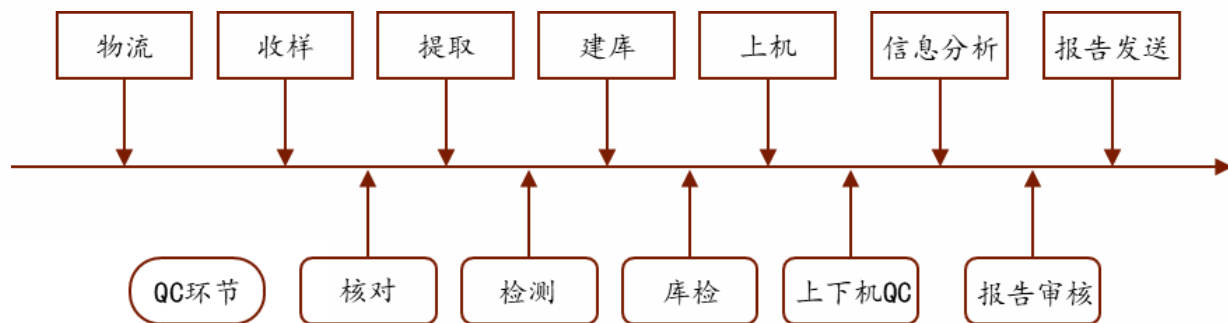 物流
收样
提取
建库
上机
信息分析
报告发送
QC环节
核对
检测
库检
上下机QC
报告审核